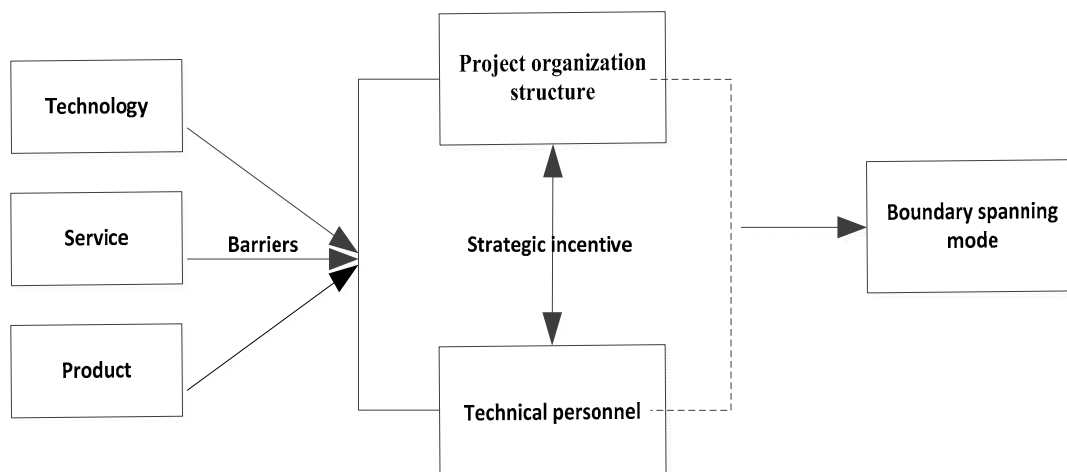 Technology
Service
Product
Barriers
Project organization
structure
Strategic incentive
Technical personnel
Boundary spanning
mode